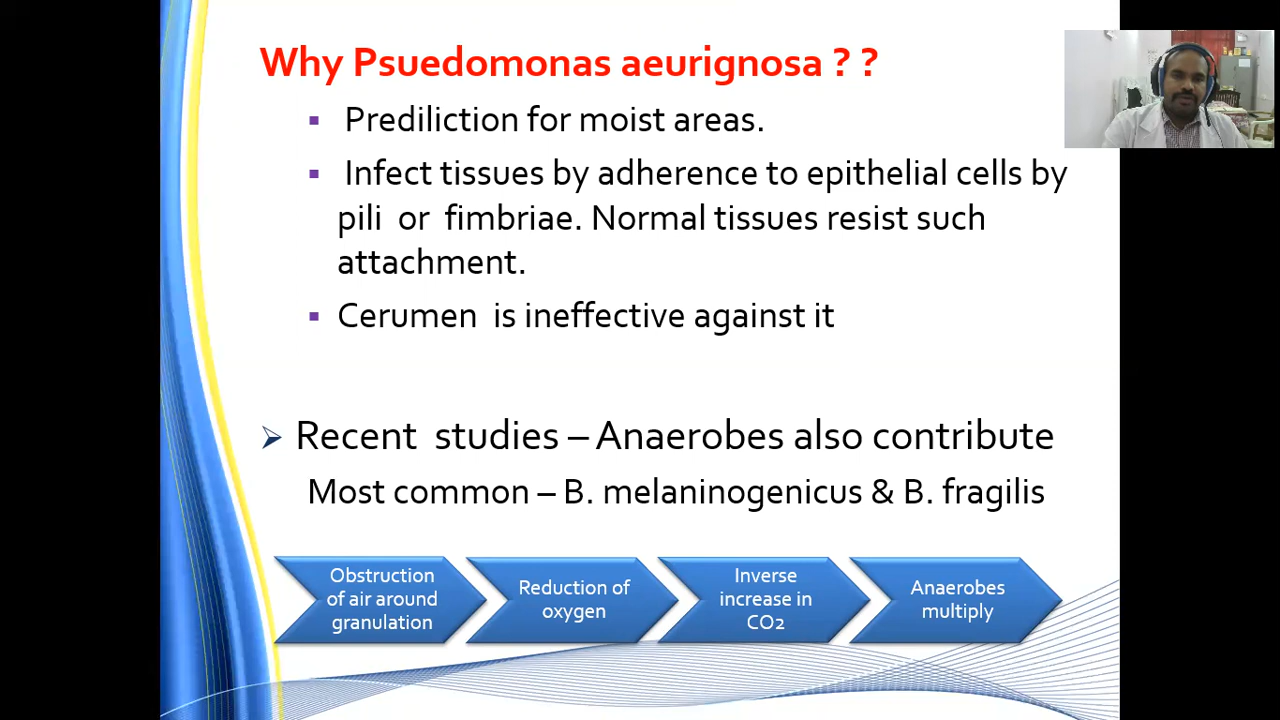 Why Psuedomonas aeurignosa ? ?
▪ Prediliction for moist areas.
▪ Infect tissues by adherence to epithelial cells by
pili or fimbriae. Normal tissues resist such
attachment.
▪ Cerumen is ineffective against it
➢ Recent studies – Anaerobes also contribute
Most common – B. melaninogenicus & B. fragilis
Obstruction
of air around
granulation
Reduction of
oxygen
Inverse
increase in
CO2
Anaerobes
multiply